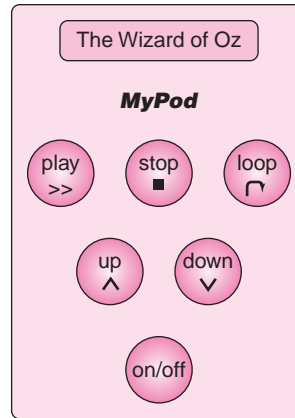 The Wizard of Oz
MyPod
play stop loop
>>
up down
on/off